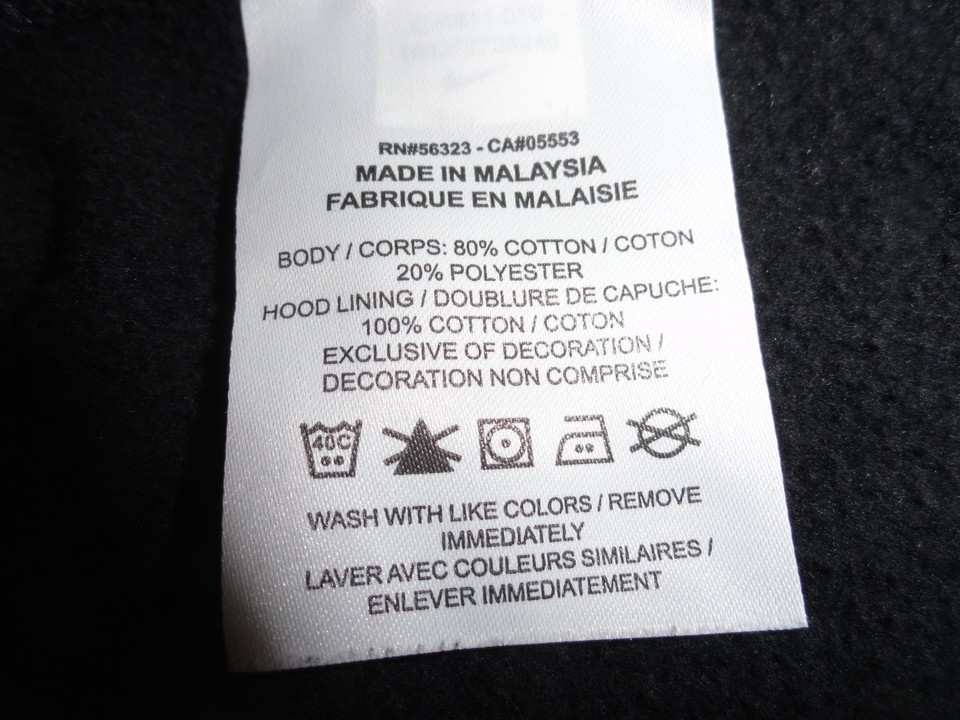 RN#56323 - CA#05553
MADE IN MALAYSIA
FABRIQUE EN MALAISIE
BODY / CORPS: 80% COTTON / COTON
20% POLYESTER
HOOD LINING / DOUBLURE DE CAPUCHE:
100% COTTON / COTON
EXCLUSIVE OF DECORATION /
DECORATION NON COMPRISE
40C
WASH WITH LIKE COLORS / REMOVE
IMMEDIATELY
LAVER AVEC COULEURS SIMILAIRES /
ENLEVER IMMEDIATEMENT